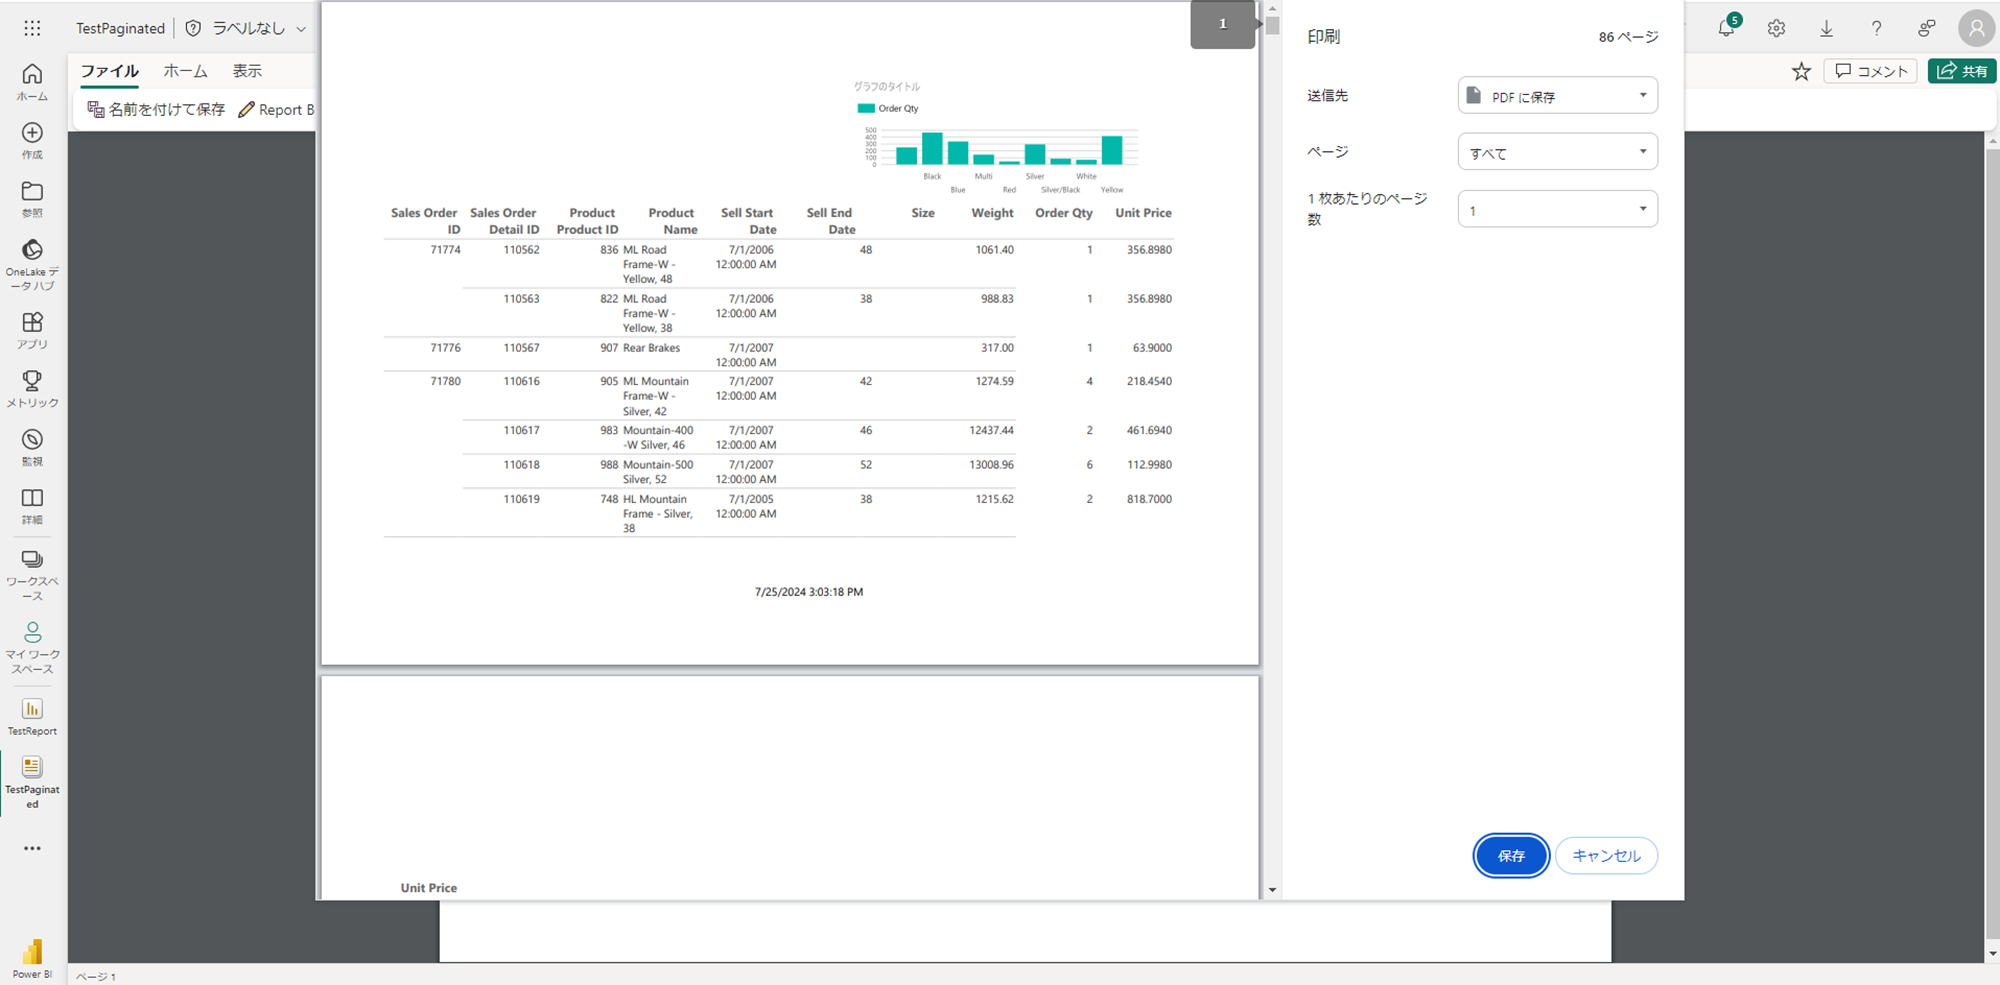 TestPaginated
ラベルなし
5
ファイル ホーム 表示
コメント
共有
名前を付けて保存
Report B
ホーム
作成
参照
OneLake デ
ータ ハブ
アプリ
メトリック
監視
詳細
ワークスペ
ース
マイ ワーク
スペース
TestReport
TestPaginat
ed
Power BI
ページ 1
1
グラフのタイトル
Order Qty
500
400
300
200
100
0
Black Multi Silver White
Blue Red Silver/Black Yellow
Sales Order Sales Order Product Product Sell Start Sell End Size Weight Order Qty Unit Price
ID Detail ID Product ID Name Date Date
71774 110562 836 ML Road 7/1/2006 48 1061.40 1 356.8980
Frame-W - 12:00:00 AM
Yellow, 48
110563 822 ML Road 7/1/2006 38 988.83 1 356.8980
Frame-W - 12:00:00 AM
Yellow, 38
71776 110567 907 Rear Brakes 7/1/2007 317.00 1 63.9000
12:00:00 AM
71780 110616 905 ML Mountain 7/1/2007 42 1274.59 4 218.4540
Frame-W - 12:00:00 AM
Silver, 42
110617 983 Mountain-400 7/1/2007 46 12437.44 2 461.6940
-W Silver, 46 12:00:00 AM
110618 988 Mountain-500 7/1/2007 52 13008.96 6 112.9980
Silver, 52 12:00:00 AM
110619 748 HL Mountain 7/1/2005 38 1215.62 2 818.7000
Frame - Silver, 12:00:00 AM
38
7/25/2024 3:03:18 PM
Unit Price
印刷 86 ページ
送信先 PDF に保存
ページ すべて
1 枚あたりのページ
数
1
保存 キャンセル